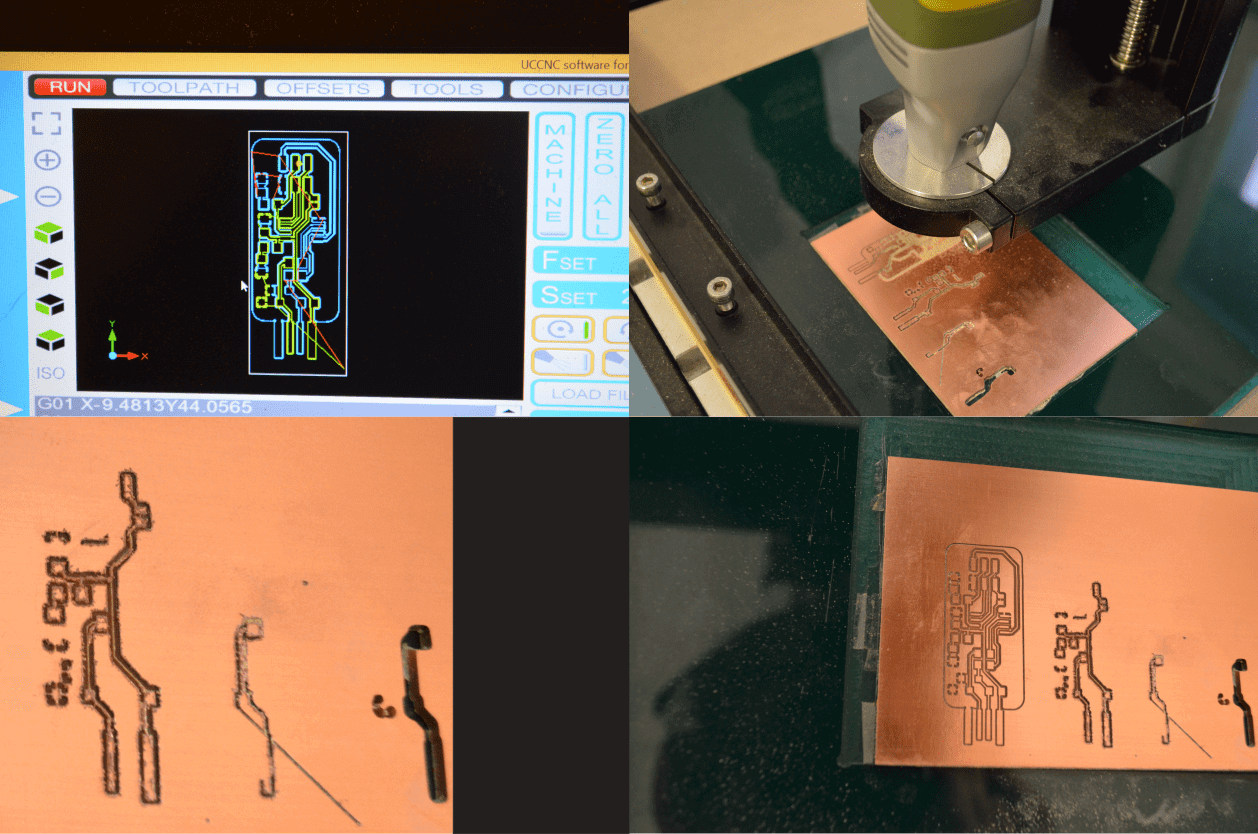 UCCNC software for
RUN TOOLPATH OFFSETS TOOLS CONFIGU
MACHINE
ZERO ALL
FSET
SSET 2
Y
X
ISO
LOAD FIL
G01 X-9.4813Y44.0565